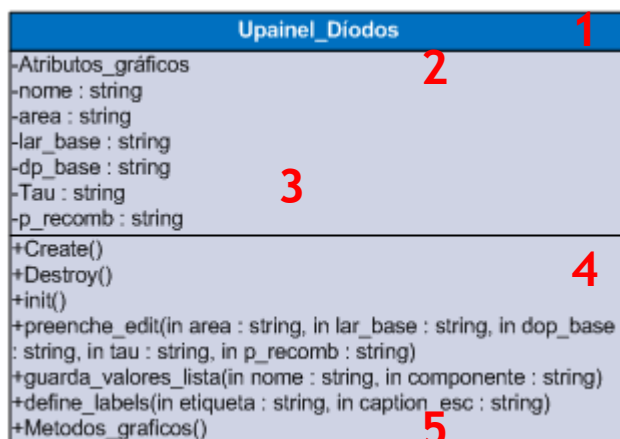 Upainel_Díodos 1
-Atributos_gráficos 2
-nome : string
-area : string
-lar_base : string
-dp_base : string
-Tau : string 3
-p_recomb : string
+Create()
+Destroy() 4
+init()
+preenche_edit(in area : string, in lar_base : string, in dop_base
: string, in tau : string, in p_recomb : string)
+guarda_valores_lista(in nome : string, in componente : string)
+define_labels(in etiqueta : string, in caption_esc : string)
+Metodos_graficos() 5